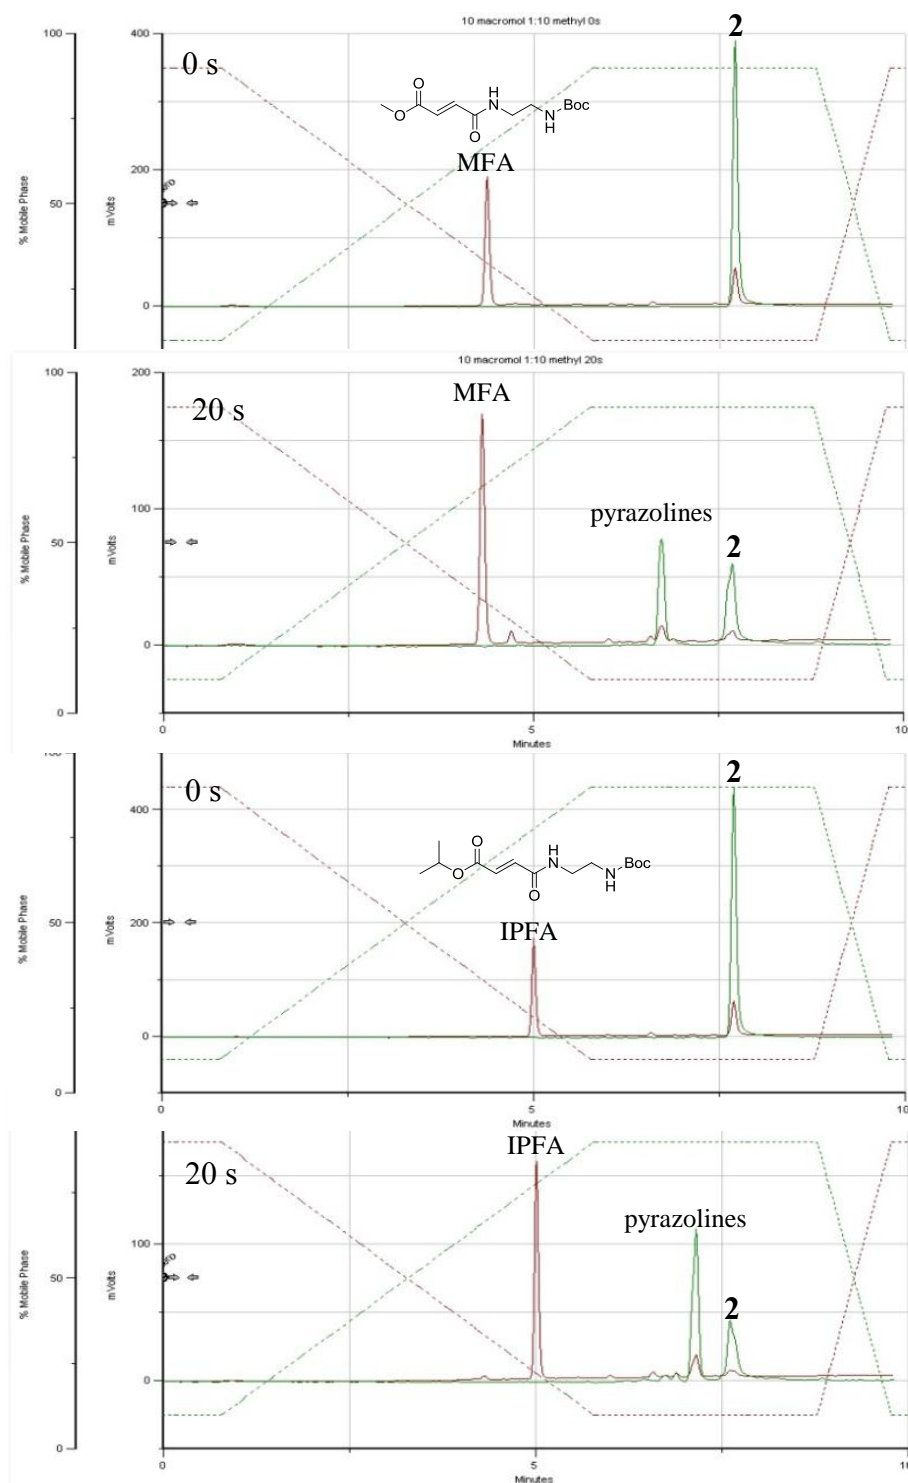 10 macromol 1:10 methyl 0s
100
50
% Mobile Phase
400
200
0
mVolts
0 s
O
O
H
N
O
N
H
Boc
MFA
2
10 macromol 1:10 methyl 20s
100
50
0
% Mobile Phase
200
100
0
mVolts
20 s
MFA
pyrazolines
2
0
5
10
Minutes
50
0
% Mobile Phase
400
200
0
mVolts
0 s
O
O
H
N
O
N
H
Boc
IPFA
2
0
5
10
Minutes
50
0
% Mobile Phase
100
0
mVolts
20 s
IPFA
pyrazolines
2
0
5
10
Minutes